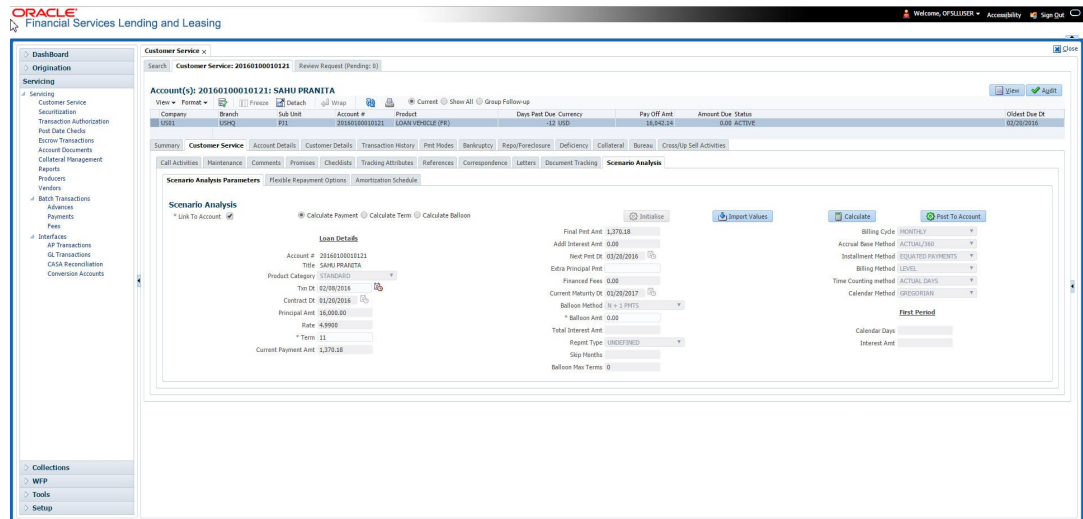 ORACLE
Welcome, OFSLLUSER Accessibility Sign Out
Financial Services Lending and Leasing
Close
DashBoard
Origination
Servicing
Servicing
Customer Service
Securitization
Transaction Authorization
Post Date Checks
Escrow Transactions
Account Documents
Collateral Management
Reports
Producers
Vendors
Batch Transactions
Advances
Payments
Fees
Interfaces
AP Transactions
GL Transactions
CASA Reconciliation
Conversion Accounts
Collections
WFP
Tools
Setup
Customer Service x
Search Customer Service: 20160100010121 Review Request (Pending: 0)
Account(s): 20160100010121: SAHU PRANITA
View Audit
View Format Freeze Detach Wrap Current Show All Group Follow-up
Company Branch Sub Unit Account # Product Days Past Due Currency Pay Off Amt Amount Due Status Oldest Due Dt
US01 USHQ PJ1 20160100010121 LOAN VEHICLE (FR) -12 USD 16,042.14 0.00 ACTIVE 02/20/2016
Summary Customer Service Account Details Customer Details Transaction History Pmt Modes Bankruptcy Repo/Foreclosure Deficiency Collateral Bureau Cross/Up Sell Activities
Call Activities Maintenance Comments Promises Checklists Tracking Attributes References Correspondence Letters Document Tracking Scenario Analysis
Scenario Analysis Parameters Flexible Repayment Options Amortization Schedule
Scenario Analysis
* Link To Account Calculate Payment Calculate Term Calculate Balloon
Initialise Import Values Calculate Post To Account
Loan Details
Account # 20160100010121
Title SAHU PRANITA
Product Category STANDARD
Txn Dt 02/08/2016
Contract Dt 01/20/2016
Principal Amt 16,000.00
Rate 4.9900
* Term 11
Current Payment Amt 1,370.18
Final Pmt Amt 1,370.18
Addl Interest Amt 0.00
Next Pmt Dt 03/20/2016
Extra Principal Pmt
Financed Fees 0.00
Current Maturity Dt 01/20/2017
Balloon Method N + 1 PMTS
* Balloon Amt 0.00
Total Interest Amt
Repmt Type UNDEFINED
Skip Months
Balloon Max Terms 0
Billing Cycle MONTHLY
Accrual Base Method ACTUAL/360
Installment Method EQUATED PAYMENTS
Billing Method LEVEL
Time Counting method ACTUAL DAYS
Calendar Method GREGORIAN
First Period
Calendar Days
Interest Amt